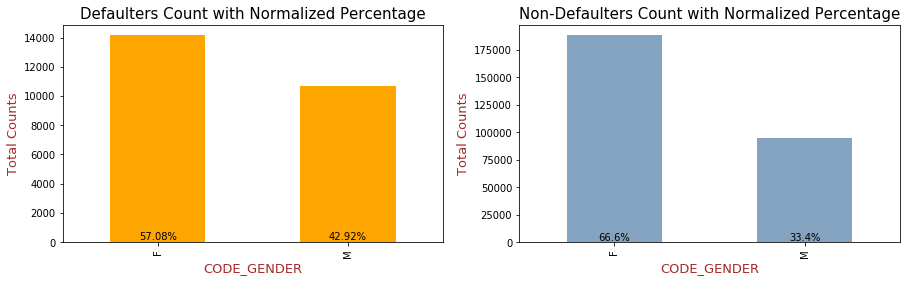 Defaulters Count with Normalized Percentage
Total Counts
14000
12000
10000
8000
6000
4000
2000
0
57.08%
42.92%
F
M
CODE_GENDER
Non-Defaulters Count with Normalized Percentage
Total Counts
175000
150000
125000
100000
75000
50000
25000
0
66.6%
33.4%
F
M
CODE_GENDER